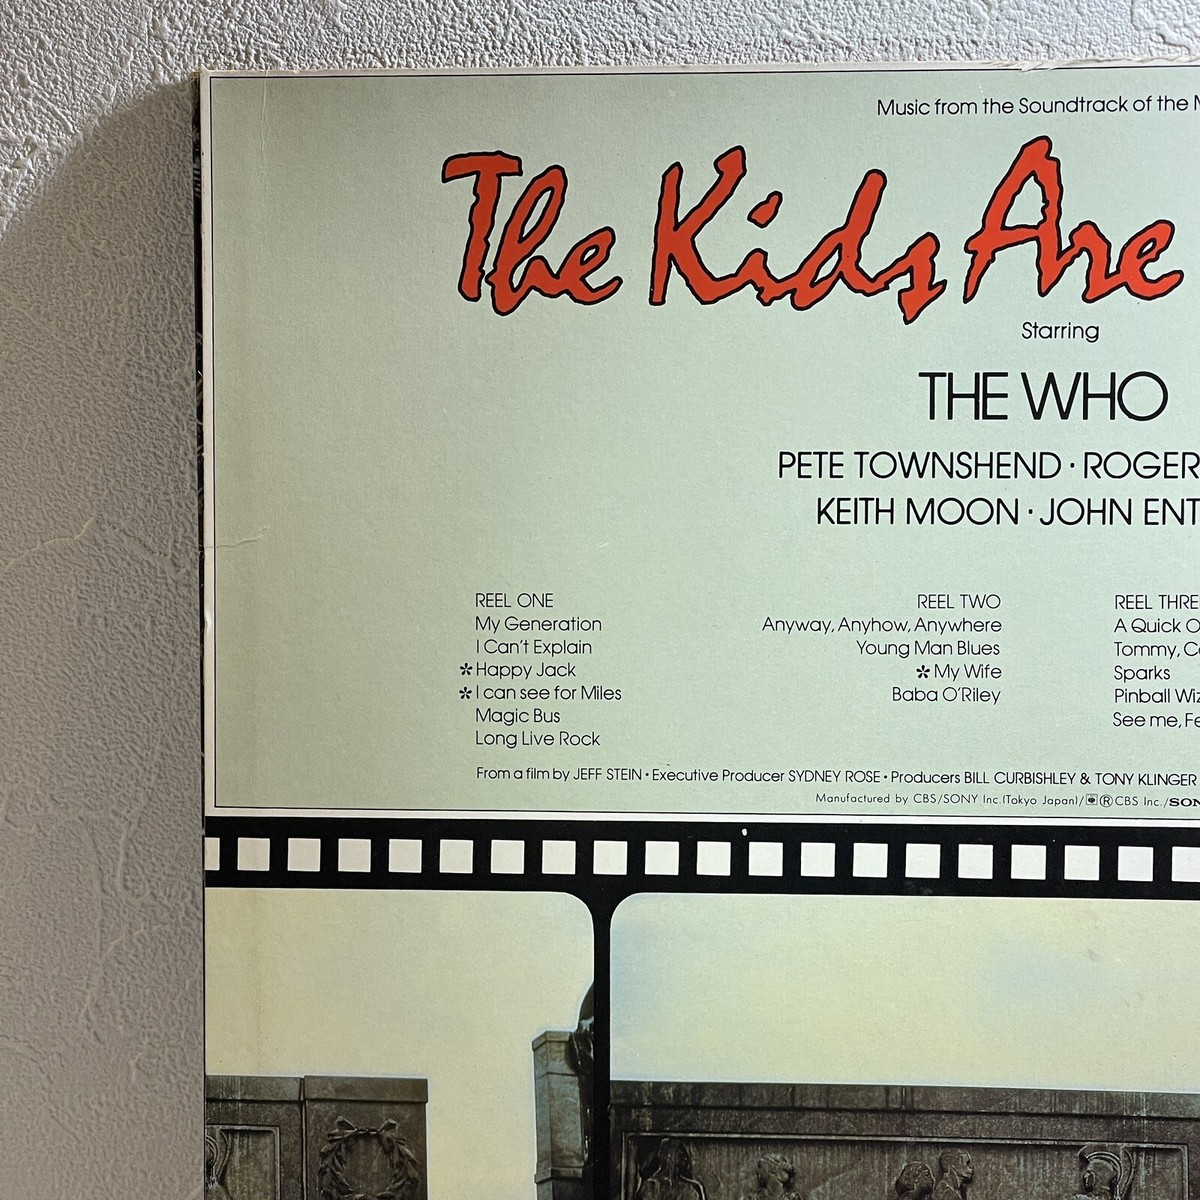 Music from the Soundtrack of the
The Kids Are
Starring
THE WHO
PETE TOWNSHEND · ROGER
KEITH MOON · JOHN ENT
REEL ONE
My Generation
I Can't Explain
✲ Happy Jack
✲ I can see for Miles
Magic Bus
Long Live Rock
REEL TWO
Anyway, Anyhow, Anywhere
Young Man Blues
✲ My Wife
Baba O'Riley
REEL THRE
A Quick O
Tommy, C
Sparks
Pinball Wiz
See me, Fe
From a film by JEFF STEIN · Executive Producer SYDNEY ROSE · Producers BILL CURBISHLEY & TONY KLINGER
Manufactured by CBS/SONY Inc.(Tokyo Japan)/ ® CBS Inc./SON